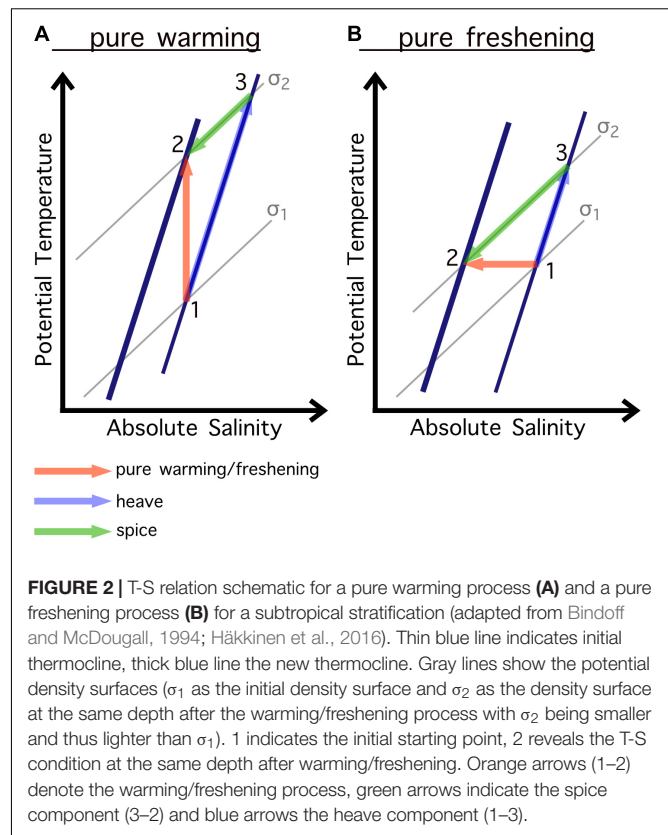 A pure warming
B pure freshening
Potential Temperature
3
σ2
2
σ1
1
Absolute Salinity
Potential Temperature
σ2
3
σ1
2
1
Absolute Salinity
pure warming/freshening
heave
spice
FIGURE 2 | T-S relation schematic for a pure warming process (A) and a pure
freshening process (B) for a subtropical stratification (adapted from Bindoff
and McDougall, 1994; Häkkinen et al., 2016). Thin blue line indicates initial
thermocline, thick blue line the new thermocline. Gray lines show the potential
density surfaces (σ1 as the initial density surface and σ2 as the density surface
at the same depth after the warming/freshening process with σ2 being smaller
and thus lighter than σ1). 1 indicates the initial starting point, 2 reveals the T-S
condition at the same depth after warming/freshening. Orange arrows (1–2)
denote the warming/freshening process, green arrows indicate the spice
component (3–2) and blue arrows the heave component (1–3).